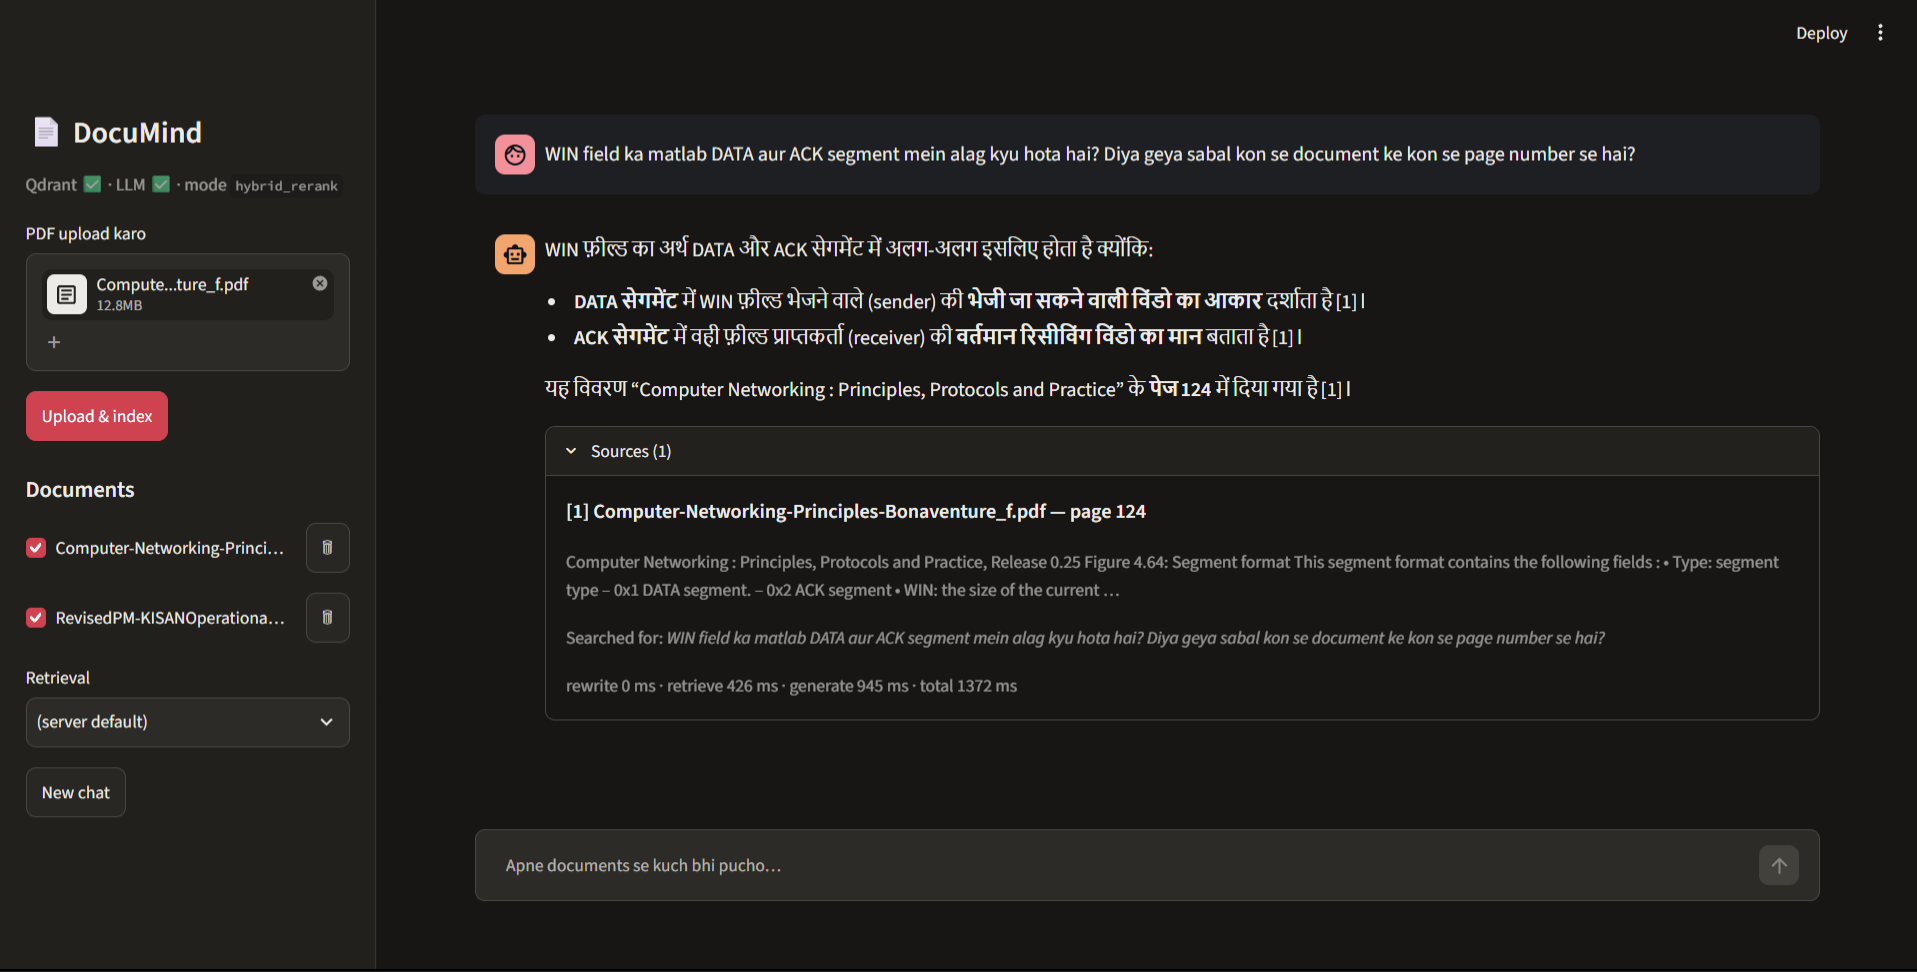 Deploy
DocuMind
Qdrant ✅ · LLM ✅ · mode hybrid_rerank
PDF upload karo
Compute...ture_f.pdf
12.8MB
+
Upload & index
Documents
Computer-Networking-Princi...
RevisedPM-KISANOperationa...
Retrieval
(server default)
New chat
WIN field ka matlab DATA aur ACK segment mein alag kyu hota hai? Diya geya sabal kon se document ke kon se page number se hai?
WIN फ़ील्ड का अर्थ DATA और ACK सेगमेंट में अलग-अलग इसलिए होता है क्योंकि:
• DATA सेगमेंट में WIN फ़ील्ड भेजने वाले (sender) की भेजी जा सकने वाली विंडो का आकार दर्शाता है [1]।
• ACK सेगमेंट में वही फ़ील्ड प्राप्तकर्ता (receiver) की वर्तमान रिसीविंग विंडो का मान बताता है [1]।
यह विवरण “Computer Networking : Principles, Protocols and Practice” के पेज 124 में दिया गया है [1]।
Sources (1)
[1] Computer-Networking-Principles-Bonaventure_f.pdf — page 124
Computer Networking : Principles, Protocols and Practice, Release 0.25 Figure 4.64: Segment format This segment format contains the following fields : • Type: segment
type – 0x1 DATA segment. – 0x2 ACK segment • WIN: the size of the current …
Searched for: WIN field ka matlab DATA aur ACK segment mein alag kyu hota hai? Diya geya sabal kon se document ke kon se page number se hai?
rewrite 0 ms · retrieve 426 ms · generate 945 ms · total 1372 ms
Apne documents se kuch bhi pucho…